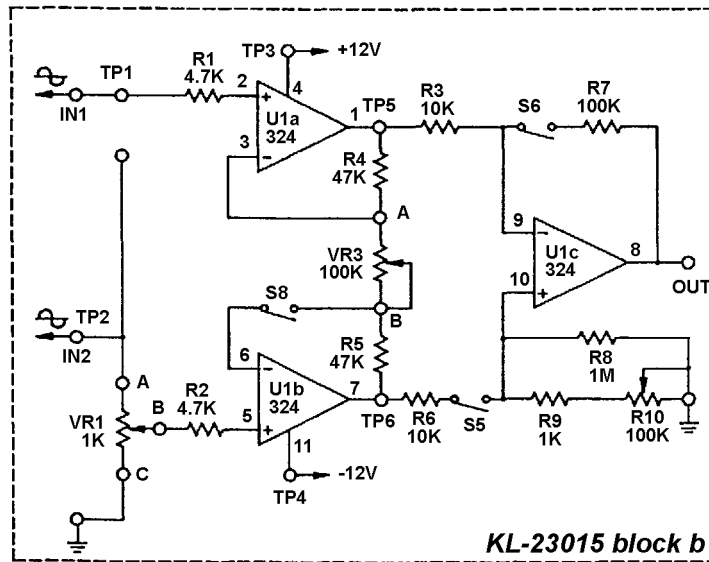 TP3
+12V
R1
4.7K
TP1
IN1
2
+
4
U1a
324
1
TP5
3
−
R3
10K
S6
R7
100K
R4
47K
A
VR3
100K
9
−
U1c
324
8
10
+
OUT
S8
B
TP2
IN2
A
B
R2
4.7K
VR1
1K
C
6
−
U1b
324
7
5
+
11
R5
47K
TP6
R6
10K
S5
R8
1M
R9
1K
R10
100K
-12V
TP4
KL-23015 block b